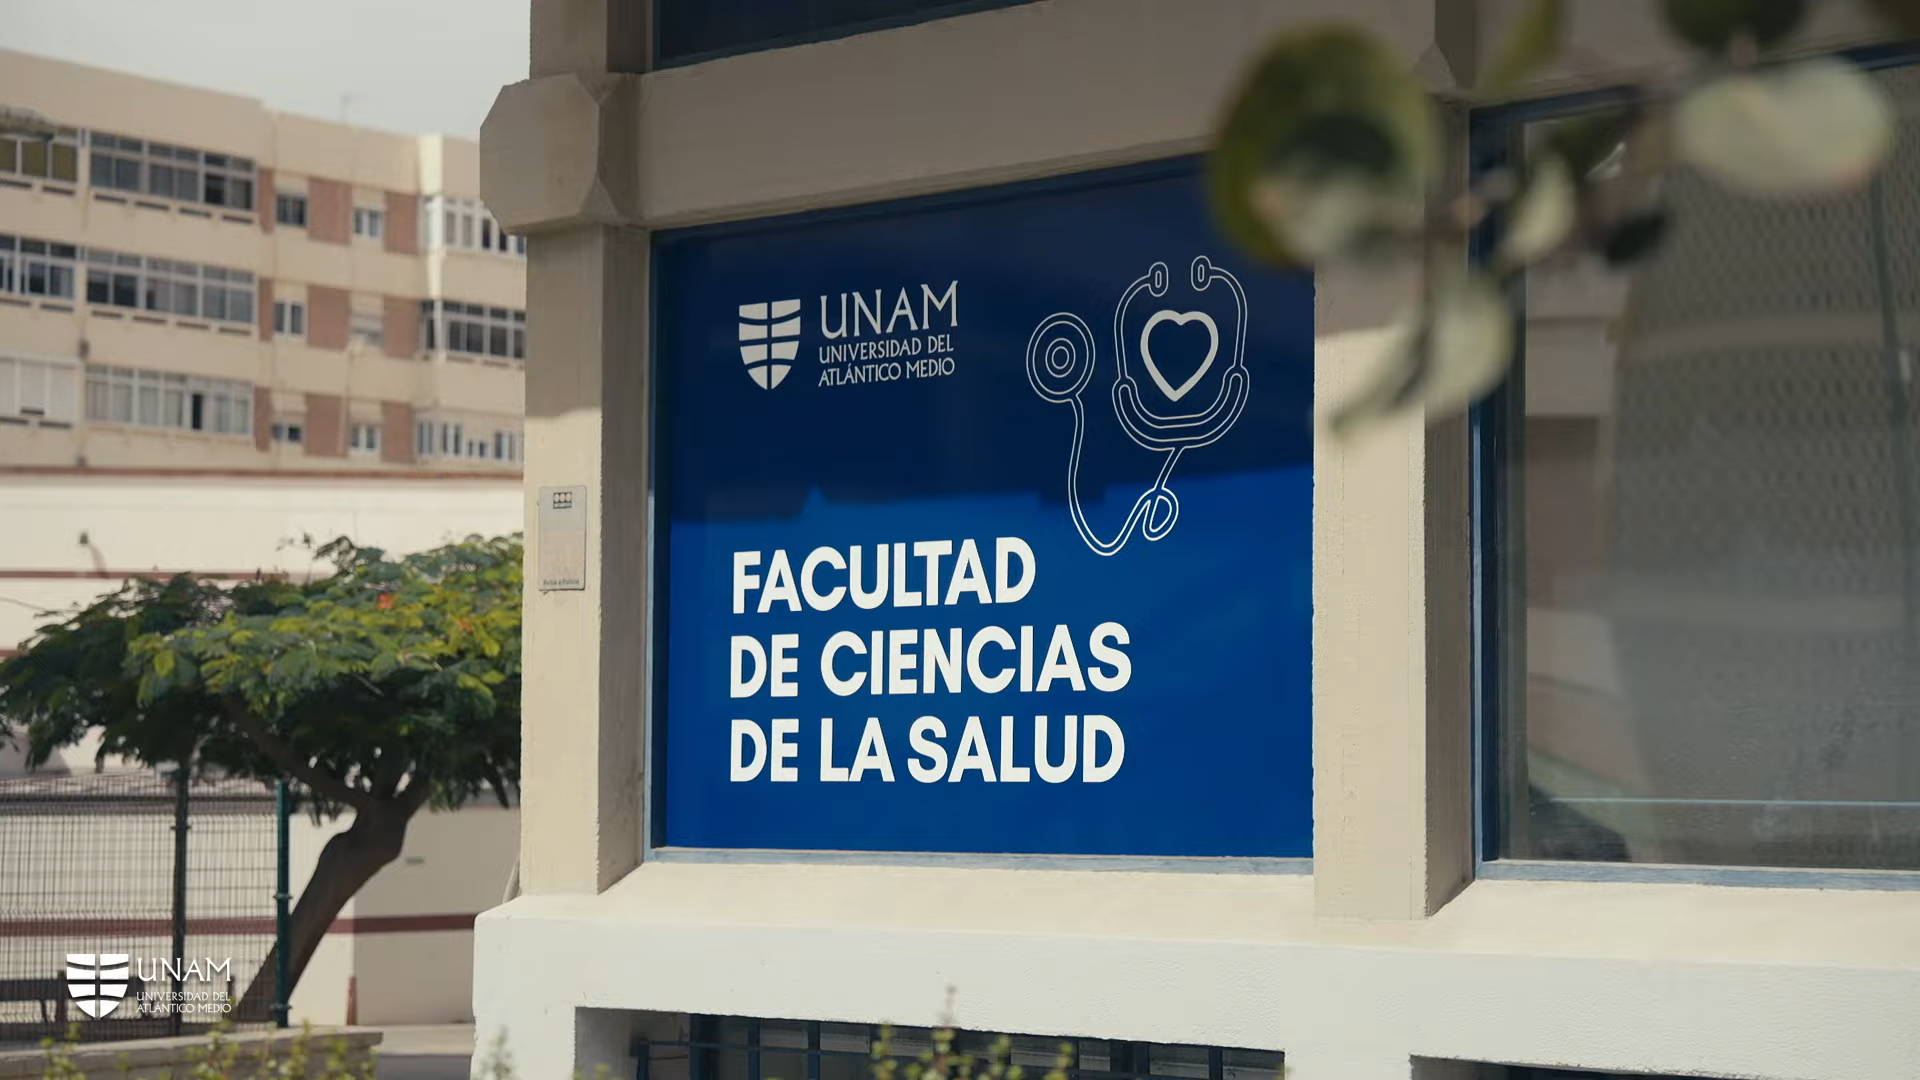 UNAM
UNIVERSIDAD DEL
ATLÁNTICO MEDIO
FACULTAD
DE CIENCIAS
DE LA SALUD
UNAM
UNIVERSIDAD DEL
ATLÁNTICO MEDIO